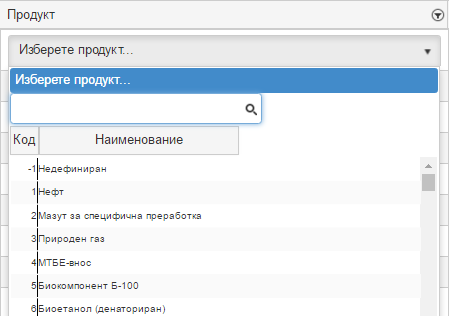 Продукт
Изберете продукт...
Изберете продукт...
Код Наименование
-1 Недефиниран
1 Нефт
2 Мазут за специфична преработка
3 Природен газ
4 МТБЕ-внос
5 Биокомпонент Б-100
6 Биоетанол (денаториран)